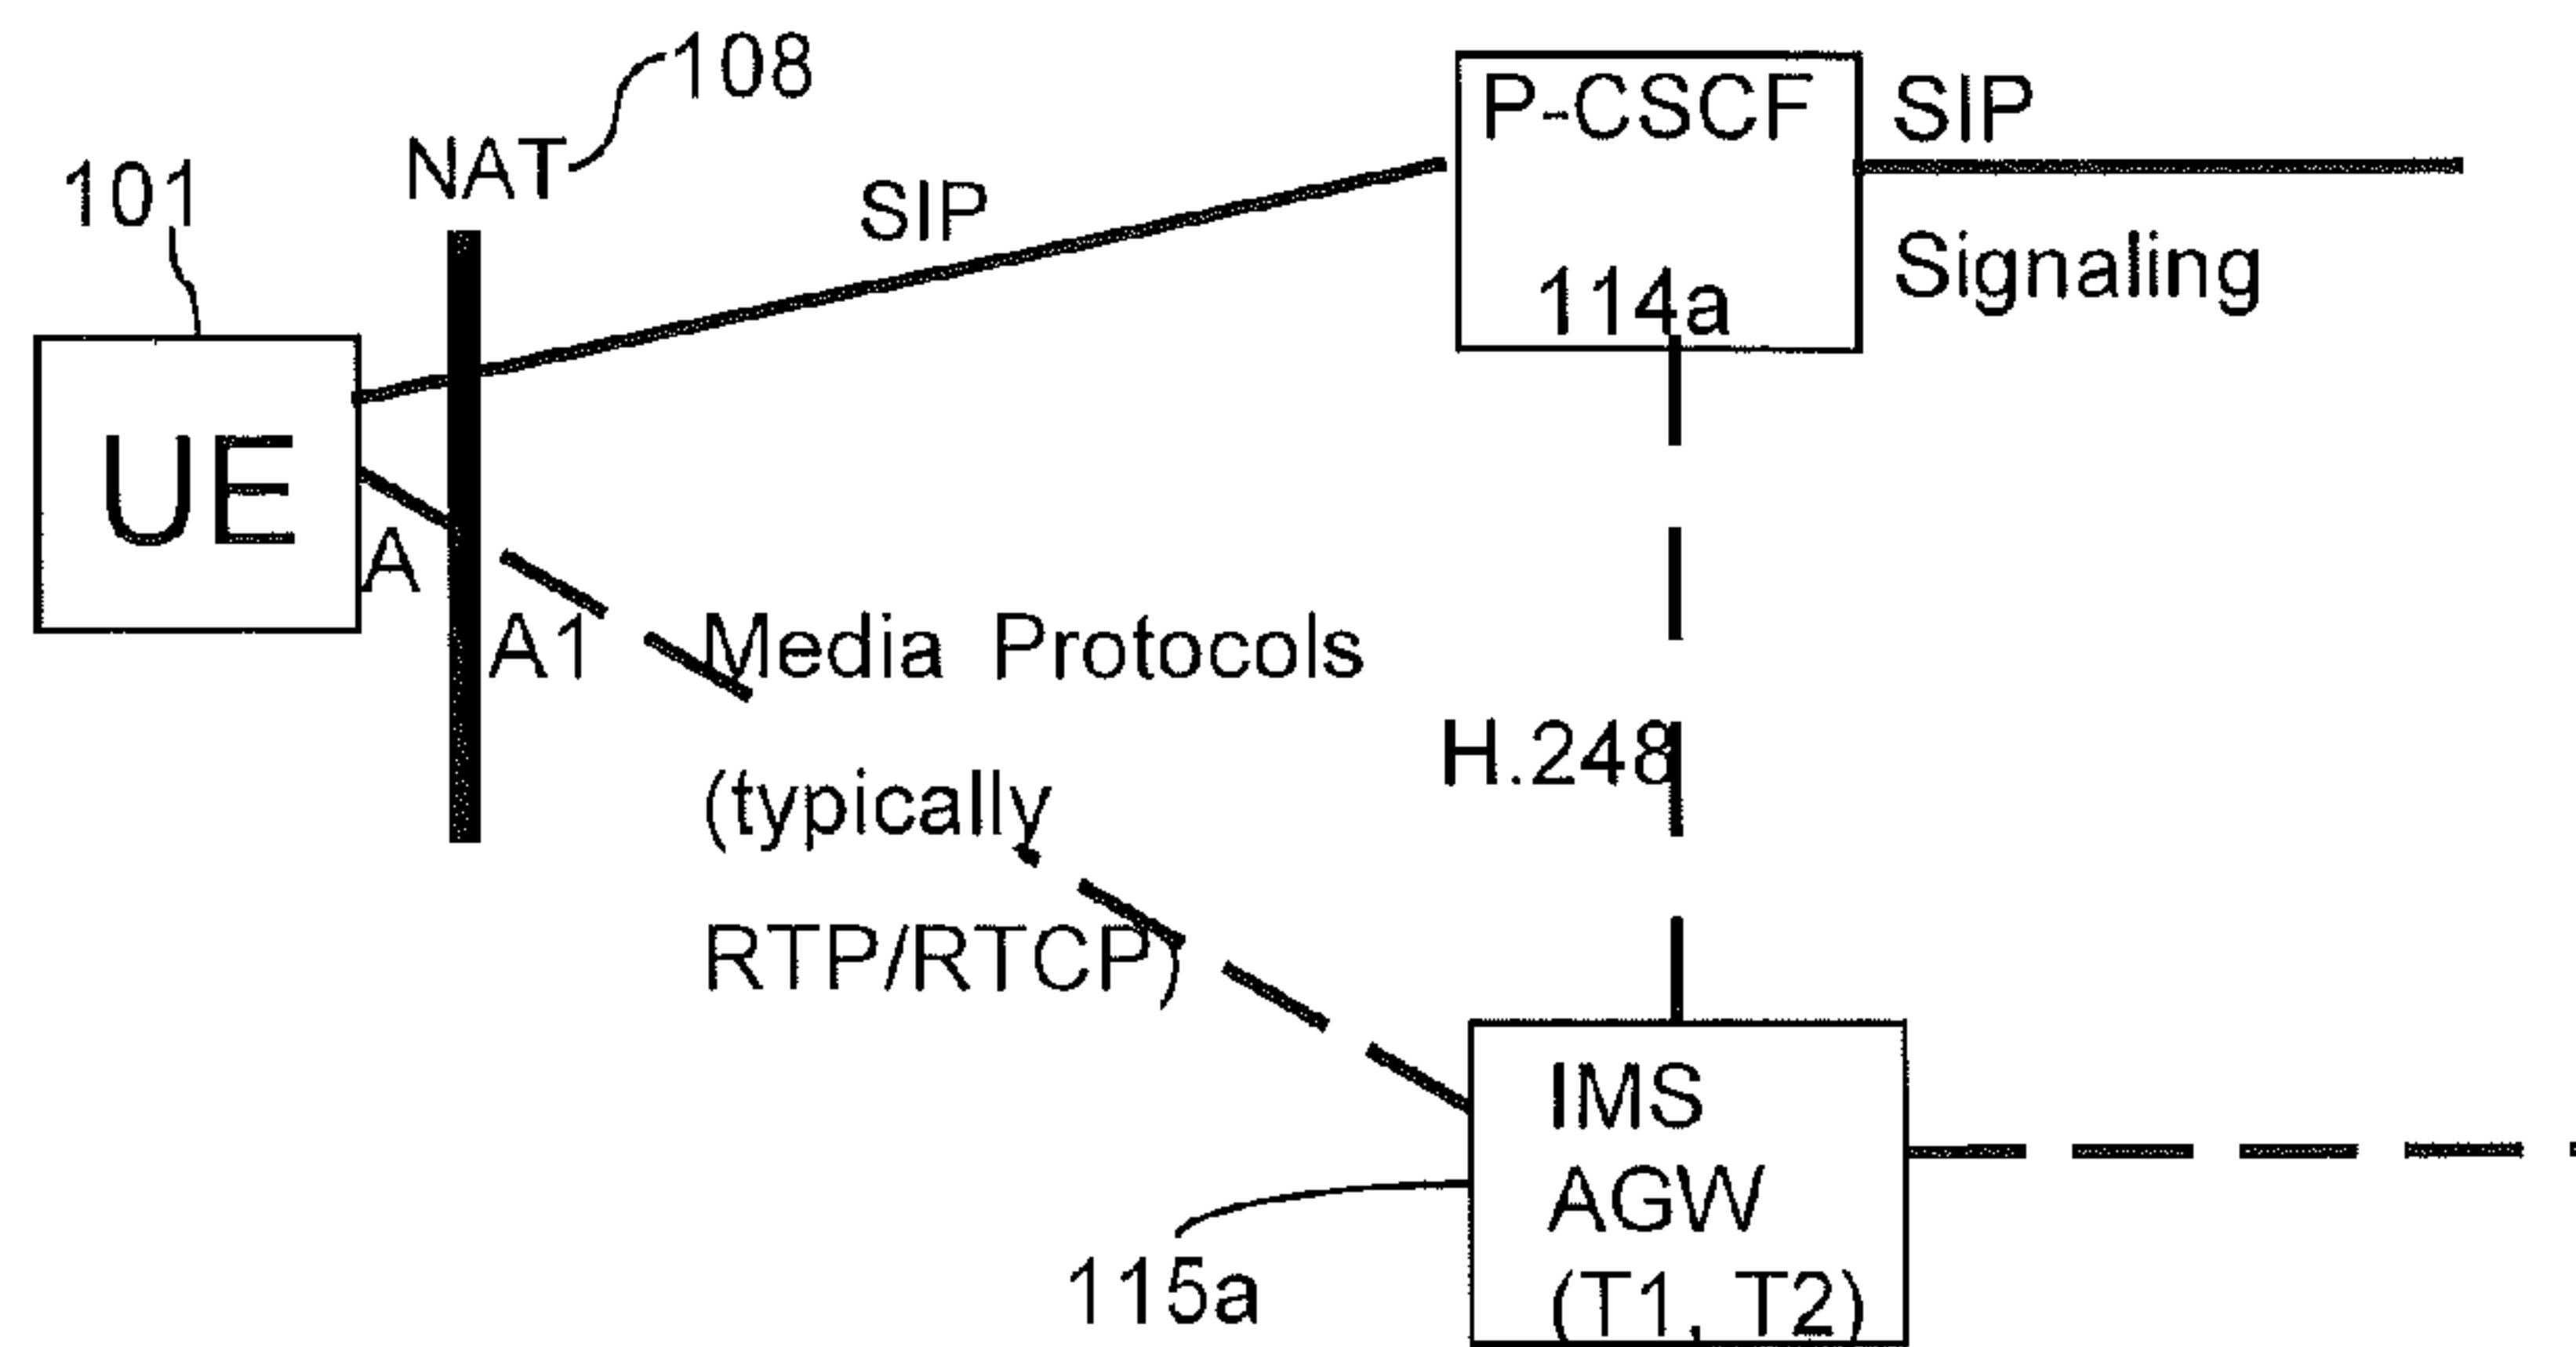 108
NAT
101
P-CSCF
114a
SIP
Signaling
SIP
UE
A
A1
Media Protocols
(typically
RTP/RTCP)
H.248
IMS
AGW
(T1, T2)
115a